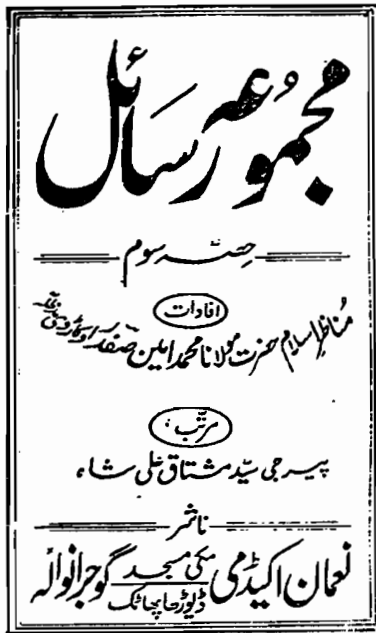 مجموعہ رسائل
حصہ سوم
افادات
مناظر اسلام حضرت مولانا محمد امین صفدر اوکاڑوی
مرتب:
پیر جی سید مشتاق علی شاہ
ناشر
نعمان اکیڈمی مکی مسجد ڈیوڑھا پھاٹک گوجرانوالہ